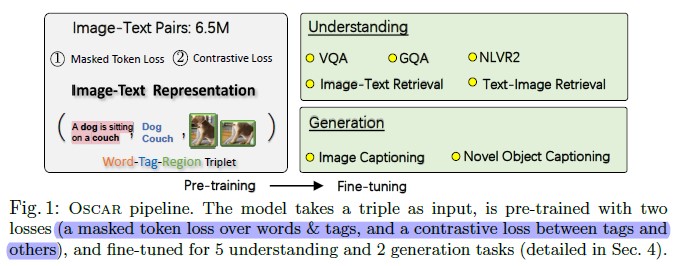 Image-Text Pairs: 6.5M
① Masked Token Loss ② Contrastive Loss
Image-Text Representation
( A dog is sitting on a couch , Dog Couch , )
Word-Tag-Region Triplet
Understanding
VQA GQA NLVR2
Image-Text Retrieval Text-Image Retrieval
Generation
Image Captioning Novel Object Captioning
Pre-training Fine-tuning
Fig. 1: OSCAR pipeline. The model takes a triple as input, is pre-trained with two
losses (a masked token loss over words & tags, and a contrastive loss between tags and
others), and fine-tuned for 5 understanding and 2 generation tasks (detailed in Sec. 4).